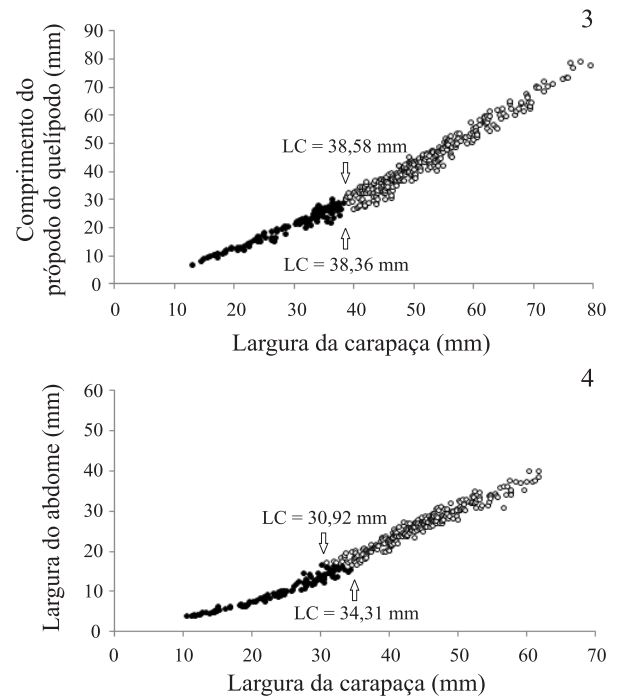 3
Comprimento do
própodo do quelípodo (mm)
90
80
70
60
50
40
30
20
10
0
LC = 38,58 mm
LC = 38,36 mm
0 10 20 30 40 50 60 70 80
Largura da carapaça (mm)
4
Largura do abdome (mm)
60
50
40
30
20
10
0
LC = 30,92 mm
LC = 34,31 mm
0 10 20 30 40 50 60 70
Largura da carapaça (mm)